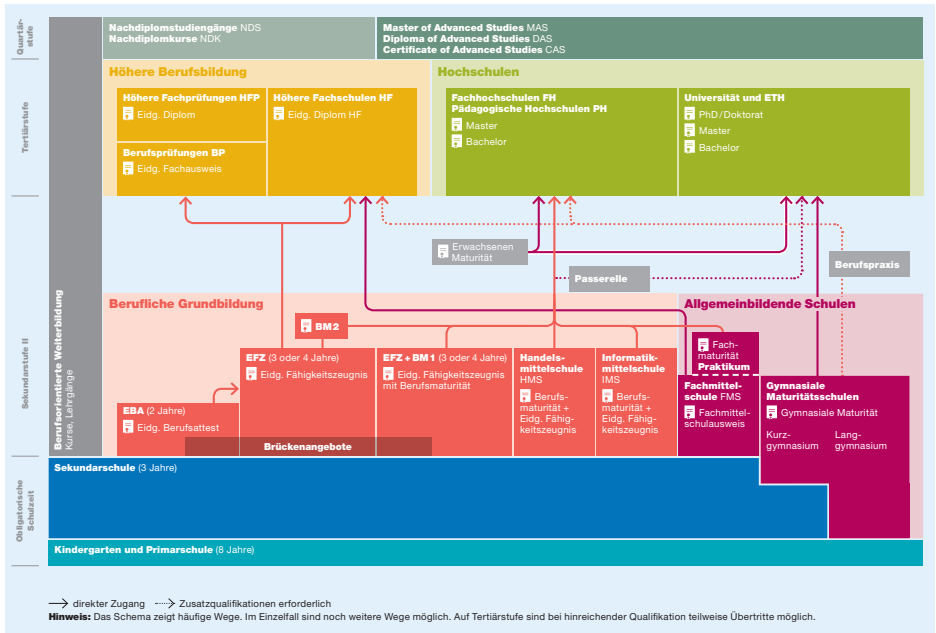 Quartär-
stufe
Nachdiplomstudiengänge NDS
Nachdiplomkurse NDK
Master of Advanced Studies MAS
Diploma of Advanced Studies DAS
Certificate of Advanced Studies CAS
Tertiärstufe
Höhere Berufsbildung
Hochschulen
Höhere Fachprüfungen HFP
Eidg. Diplom
Höhere Fachschulen HF
Eidg. Diplom HF
Berufsprüfungen BP
Eidg. Fachausweis
Fachhochschulen FH
Pädagogische Hochschulen PH
Master
Bachelor
Universität und ETH
PhD/Doktorat
Master
Bachelor
Erwachsenen
Maturität
Passerelle
Berufspraxis
Sekundarstufe II
Berufsorientierte Weiterbildung
Kurse, Lehrgänge
Berufliche Grundbildung
Allgemeinbildende Schulen
BM2
EFZ (3 oder 4 Jahre)
Eidg. Fähigkeitszeugnis
EFZ + BM1 (3 oder 4 Jahre)
Eidg. Fähigkeitszeugnis
mit Berufsmaturität
Handels-
mittelschule
HMS
Berufs-
maturität +
Eidg. Fähig-
keitszeugnis
Informatik-
mittelschule
IMS
Berufs-
maturität +
Eidg. Fähig-
keitszeugnis
Fach-
maturität
Praktikum
Fachmittel-
schule FMS
Fachmittel-
schulausweis
Gymnasiale
Maturitätsschulen
Gymnasiale Maturität
Kurz-
gymnasium
Lang-
gymnasium
EBA (2 Jahre)
Eidg. Berufsattest
Brückenangebote
Obligatorische
Schulzeit
Sekundarschule (3 Jahre)
Kindergarten und Primarschule (8 Jahre)
direkter Zugang
Zusatzqualifikationen erforderlich
Hinweis: Das Schema zeigt häufige Wege. Im Einzelfall sind noch weitere Wege möglich. Auf Tertiärstufe sind bei hinreichender Qualifikation teilweise Übertritte möglich.